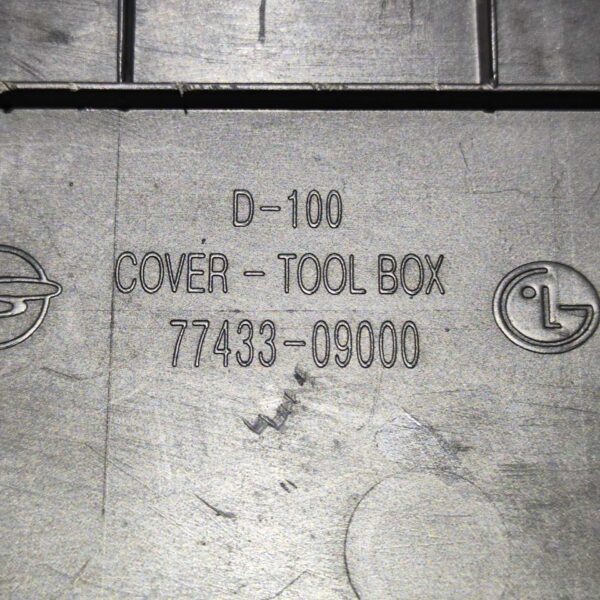 D-100
COVER - TOOL BOX
77433-09000